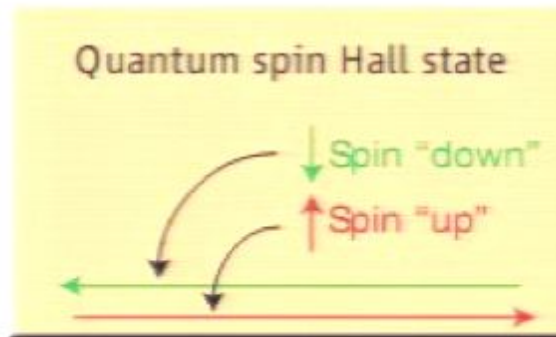 Quantum spin Hall state
Spin “down”
Spin “up”